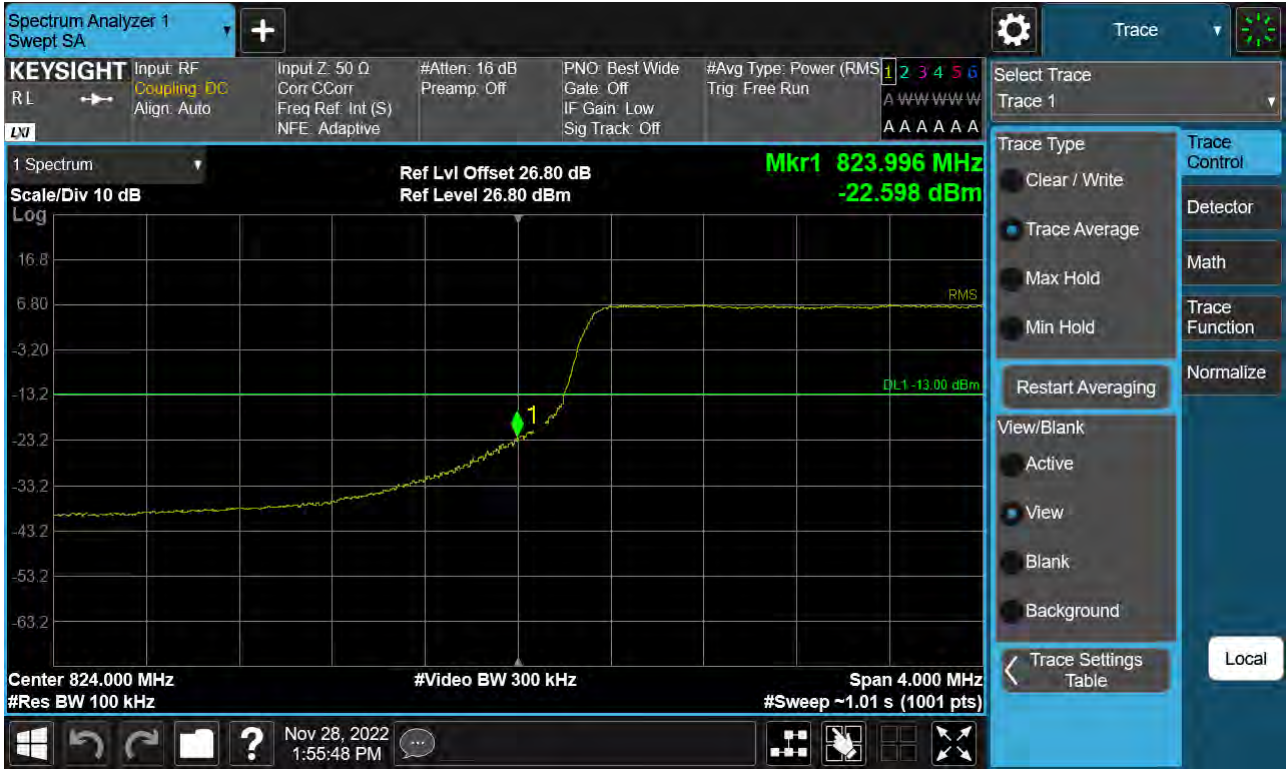 Spectrum Analyzer 1
Swept SA
Trace
KEYSIGHT
R L
LXI
Input: RF
Coupling: DC
Align: Auto
Input Z: 50 Ω
Corr CCorr
Freq Ref: Int (S)
NFE: Adaptive
#Atten: 16 dB
Preamp: Off
PNO: Best Wide
Gate: Off
IF Gain: Low
Sig Track: Off
#Avg Type: Power (RMS
Trig: Free Run
1 2 3 4 5 6
A W W W W W
A A A A A A
Select Trace
Trace 1
1 Spectrum
Scale/Div 10 dB
Ref Lvl Offset 26.80 dB
Ref Level 26.80 dBm
Mkr1 823.996 MHz
-22.598 dBm
Log
16.8
6.80
-3.20
-13.2
-23.2
-33.2
-43.2
-53.2
-63.2
RMS
DL1 -13.00 dBm
1
Center 824.000 MHz
#Video BW 300 kHz
Span 4.000 MHz
#Res BW 100 kHz
#Sweep ~1.01 s (1001 pts)
Trace Type
Clear / Write
Trace Average
Max Hold
Min Hold
Restart Averaging
View/Blank
Active
View
Blank
Background
Trace Settings
Table
Trace
Control
Detector
Math
Trace
Function
Normalize
Local
?
Nov 28, 2022
1:55:48 PM